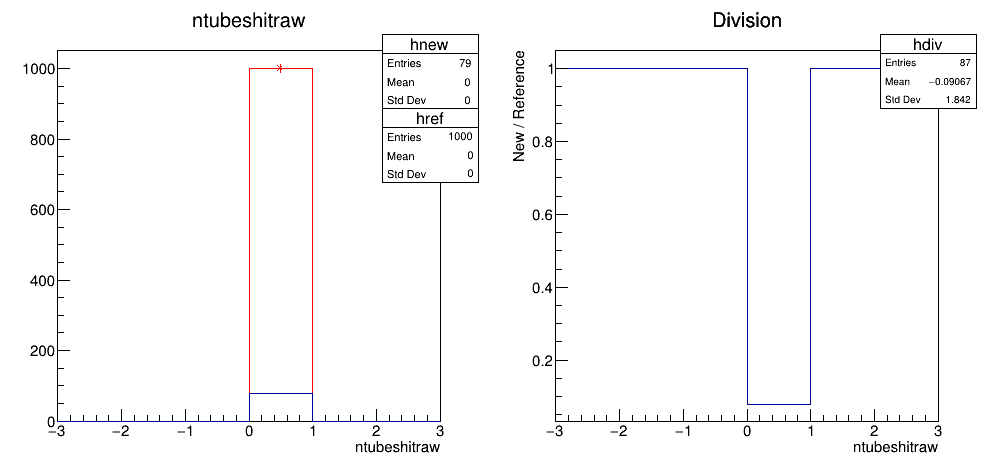 ntubeshitraw
hnew
Entries 79
Mean 0
Std Dev 0
href
Entries 1000
Mean 0
Std Dev 0
1000
800
600
400
200
0
−3 −2 −1 0 1 2 3
ntubeshitraw
Division
hdiv
Entries 87
Mean −0.09067
Std Dev 1.842
New / Reference
1
0.8
0.6
0.4
0.2
−3 −2 −1 0 1 2 3
ntubeshitraw